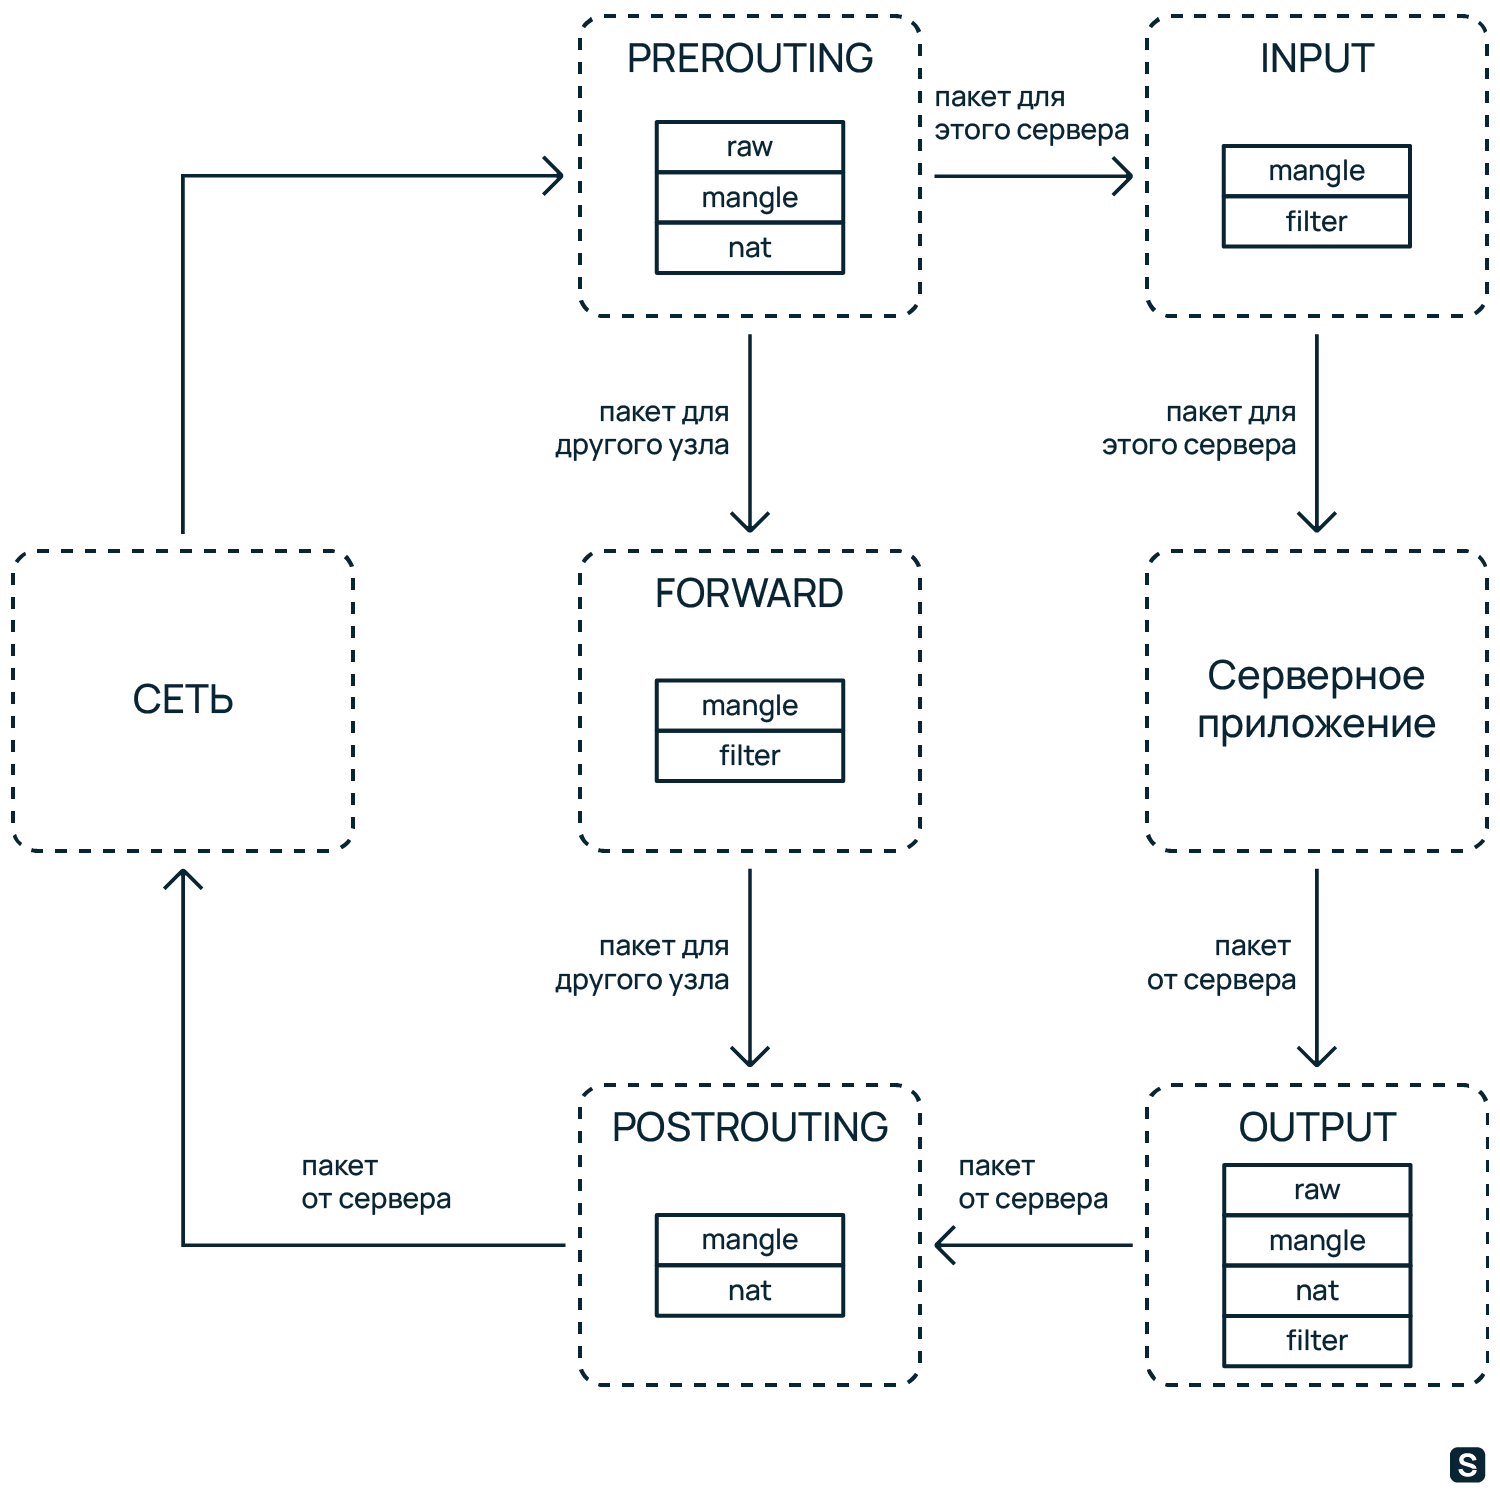 PREROUTING
raw
mangle
nat
пакет для
этого сервера
INPUT
mangle
filter
пакет для
другого узла
пакет для
этого сервера
СЕТЬ
FORWARD
mangle
filter
Серверное
приложение
пакет для
другого узла
пакет
от сервера
пакет
от сервера
POSTROUTING
mangle
nat
пакет
от сервера
OUTPUT
raw
mangle
nat
filter
S